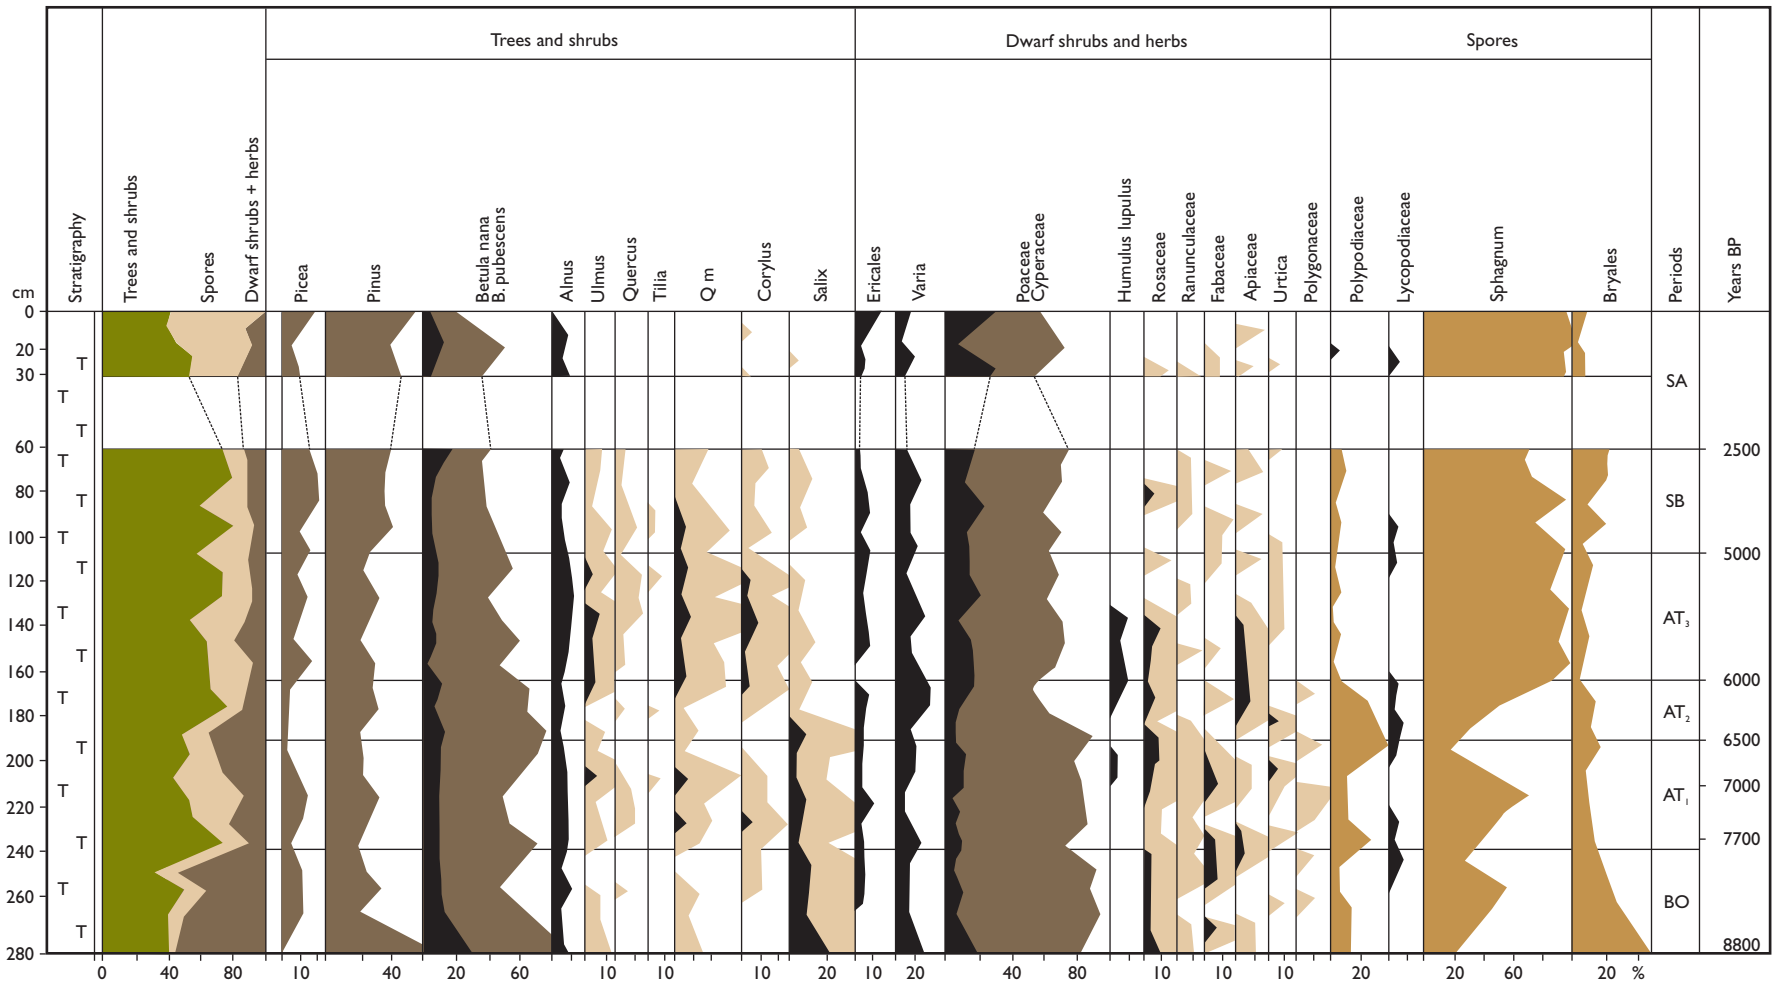 Trees and shrubs
Dwarf shrubs and herbs
Spores
cm
Stratigraphy
Trees and shrubs
Spores
Dwarf shrubs + herbs
Picea
Pinus
Betula nana
B. pubescens
Alnus
Ulmus
Quercus
Tilia
Q m
Corylus
Salix
Ericales
Varia
Poaceae
Cyperaceae
Humulus lupulus
Rosaceae
Ranunculaceae
Fabaceae
Apiaceae
Urtica
Polygonaceae
Polypodiaceae
Lycopodiaceae
Sphagnum
Bryales
Periods
Years BP
0
20
T
30
SA
T
T
60
2500
T
80
T
SB
100
T
5000
T
120
T
140
AT3
T
160
6000
T
180
AT2
T
6500
200
T
7000
AT1
220
T
7700
240
T
260
BO
T
280
8800
0 40 80 10 40 20 60 10 10 10 20 10 20 40 80 10 10 10 20 20 60 20 %